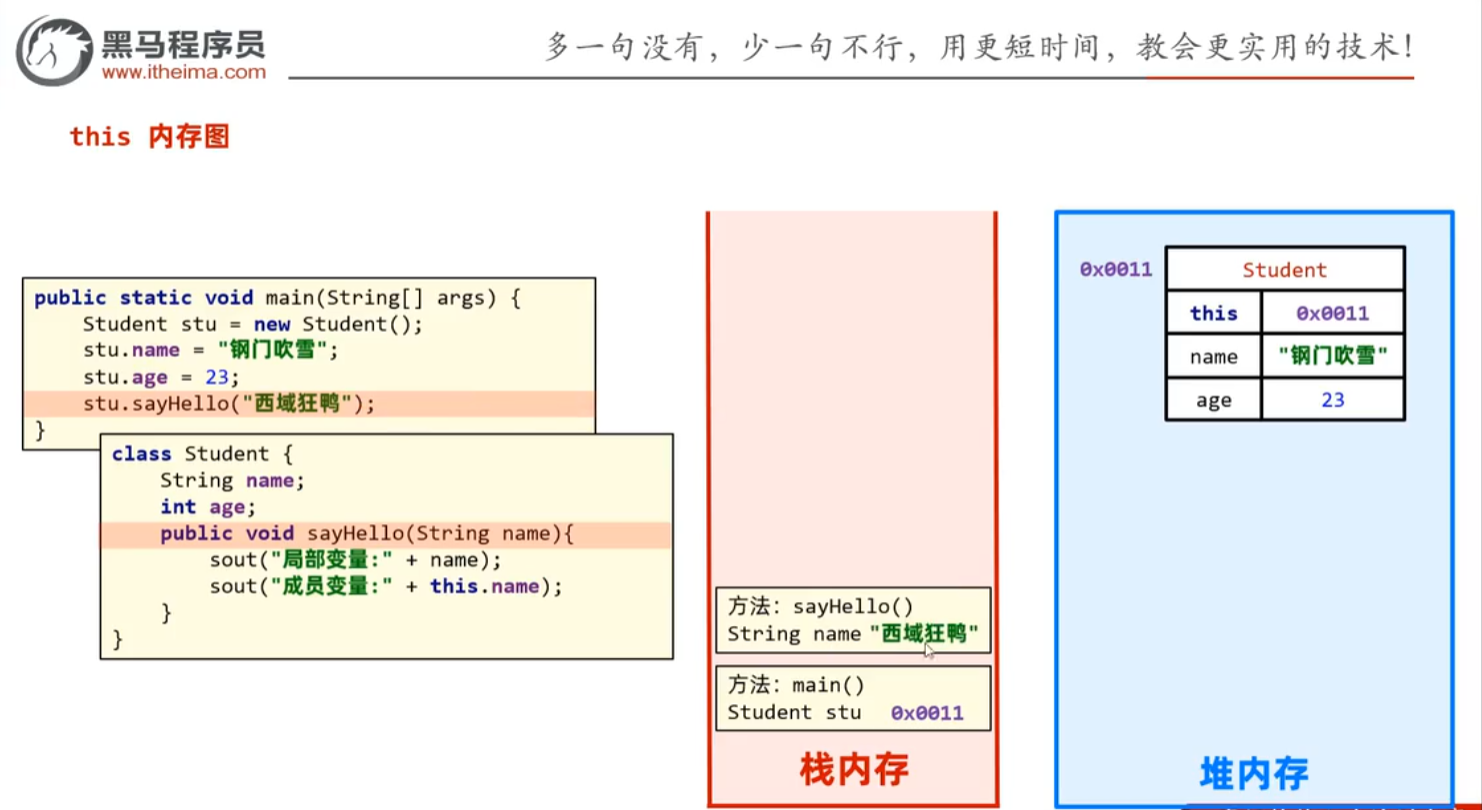 黑马程序员
www.itheima.com
多一句没有，少一句不行，用更短时间，教会更实用的技术！
this 内存图
public static void main(String[] args) {
    Student stu = new Student();
    stu.name = "钢门吹雪";
    stu.age = 23;
    stu.sayHello("西域狂鸭");
}
class Student {
    String name;
    int age;
    public void sayHello(String name){
        sout("局部变量:" + name);
        sout("成员变量:" + this.name);
    }
}
方法：sayHello()
String name "西域狂鸭"
方法：main()
Student stu 0x0011
栈内存
0x0011 Student
this 0x0011
name "钢门吹雪"
age 23
堆内存